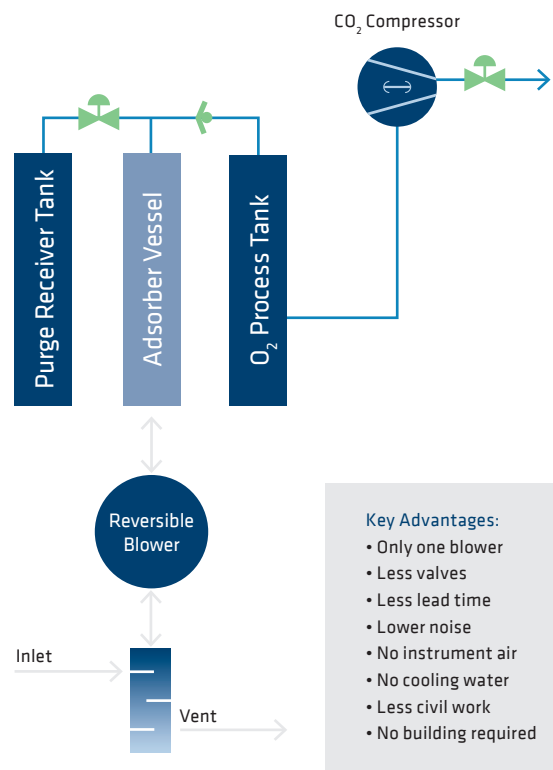 CO₂ Compressor
Purge Receiver Tank
Adsorber Vessel
O₂ Process Tank
Reversible
Blower
Inlet
Vent
Key Advantages:
• Only one blower
• Less valves
• Less lead time
• Lower noise
• No instrument air
• No cooling water
• Less civil work
• No building required